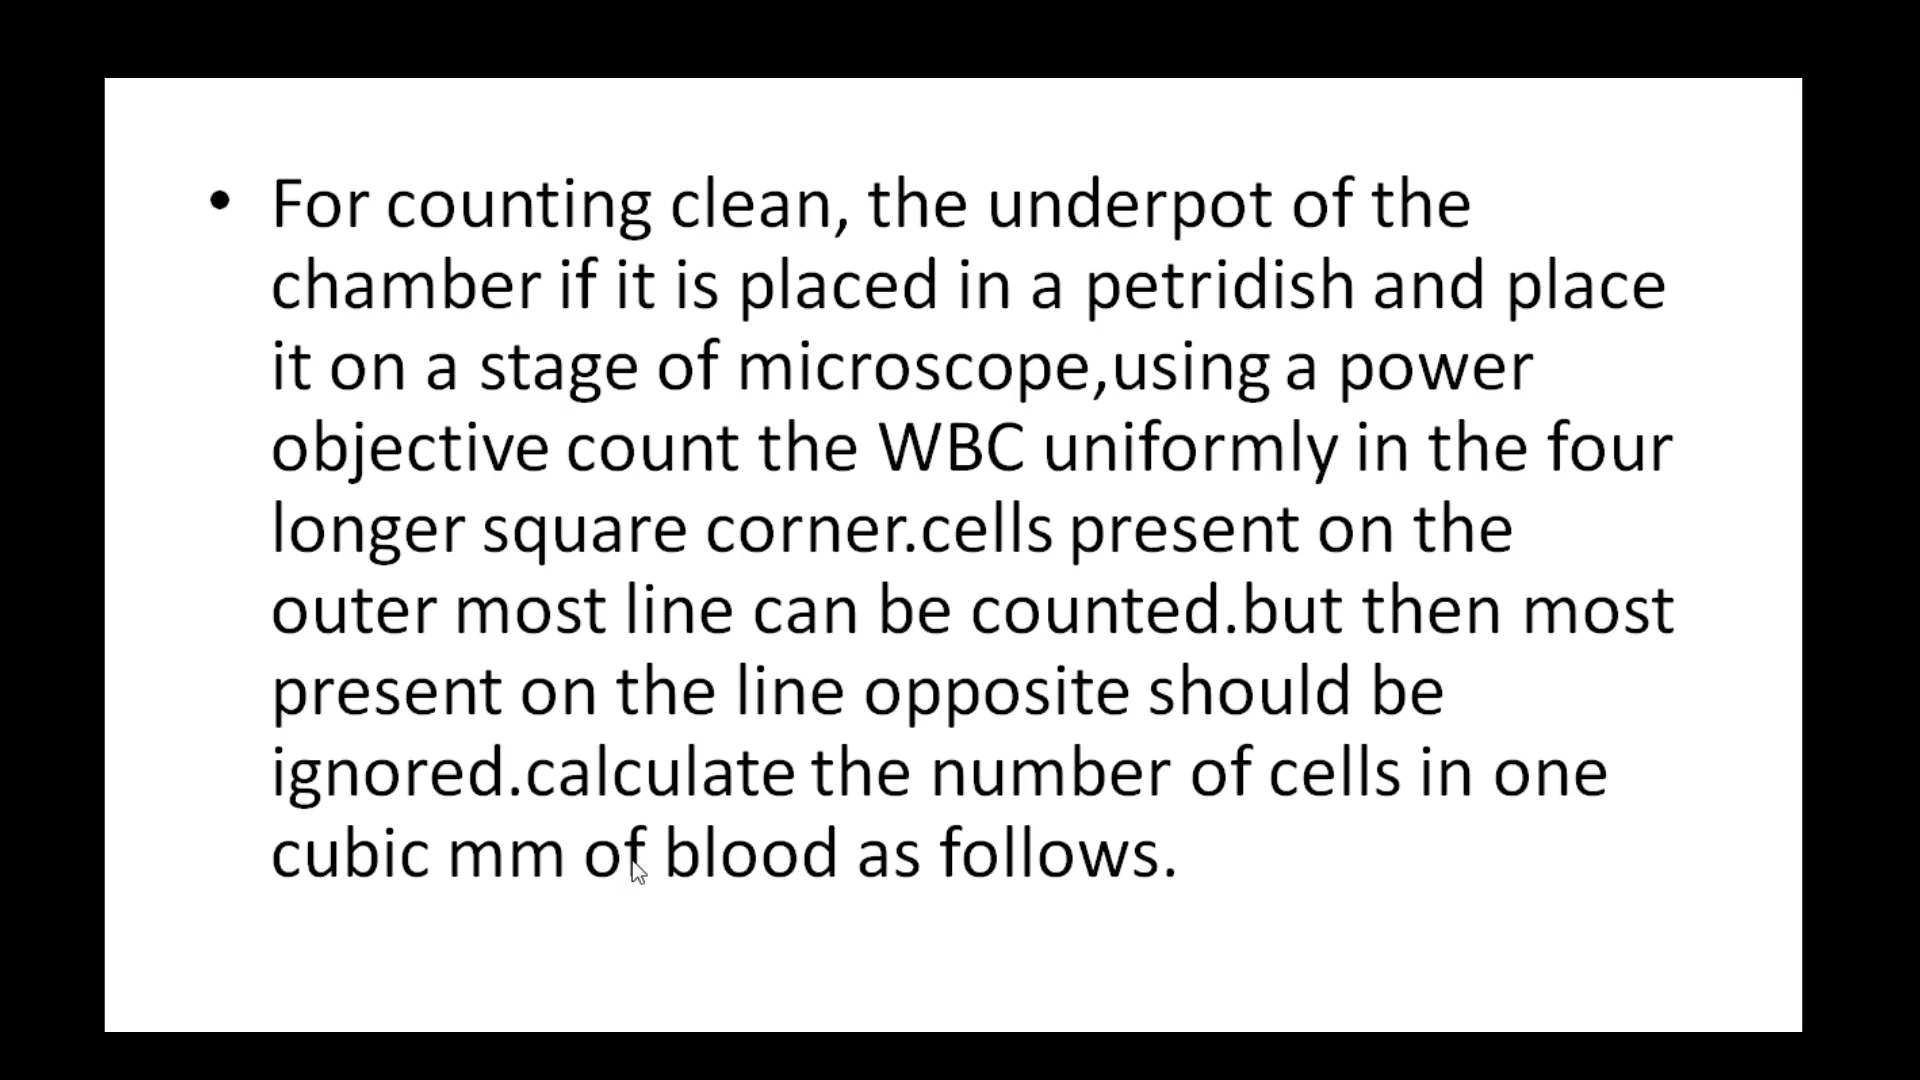 • For counting clean, the underpot of the
chamber if it is placed in a petridish and place
it on a stage of microscope,using a power
objective count the WBC uniformly in the four
longer square corner.cells present on the
outer most line can be counted.but then most
present on the line opposite should be
ignored.calculate the number of cells in one
cubic mm of blood as follows.